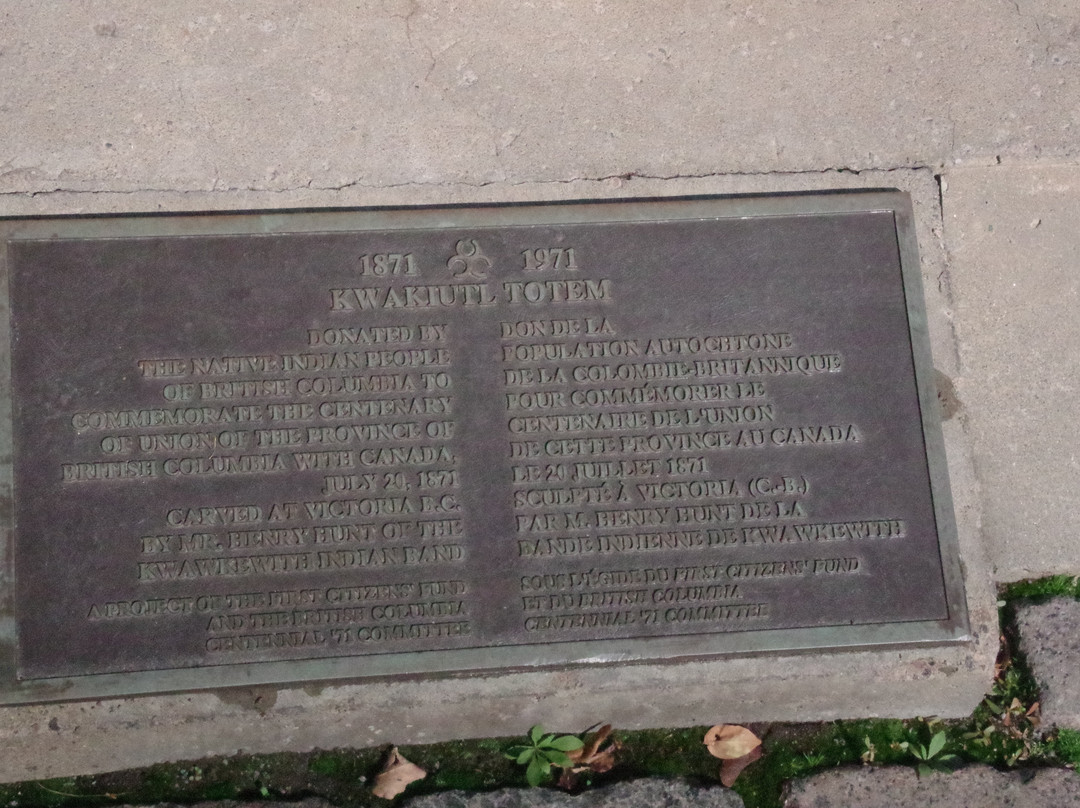 1871 1971
KWAKIUTL TOTEM
DONATED BY
THE NATIVE INDIAN PEOPLE
OF BRITISH COLUMBIA TO
COMMEMORATE THE CENTENARY
OF UNION OF THE PROVINCE OF
BRITISH COLUMBIA WITH CANADA,
JULY 20, 1871
CARVED AT VICTORIA B.C.
BY MR. HENRY HUNT OF THE
KWAWKEWITH INDIAN BAND
A PROJECT OF THE FIRST CITIZENS' FUND
AND THE BRITISH COLUMBIA
CENTENNIAL '71 COMMITTEE
DON DE LA
POPULATION AUTOCHTONE
DE LA COLOMBIE-BRITANNIQUE
POUR COMMÉMORER LE
CENTENAIRE DE L'UNION
DE CETTE PROVINCE AU CANADA
LE 20 JUILLET 1871
SCULPTÉ À VICTORIA (C.-B.)
PAR M. HENRY HUNT DE LA
BANDE INDIENNE DE KWAWKEWITH
SOUS L'ÉGIDE DU FIRST CITIZENS' FUND
ET DU BRITISH COLUMBIA
CENTENNIAL '71 COMMITTEE